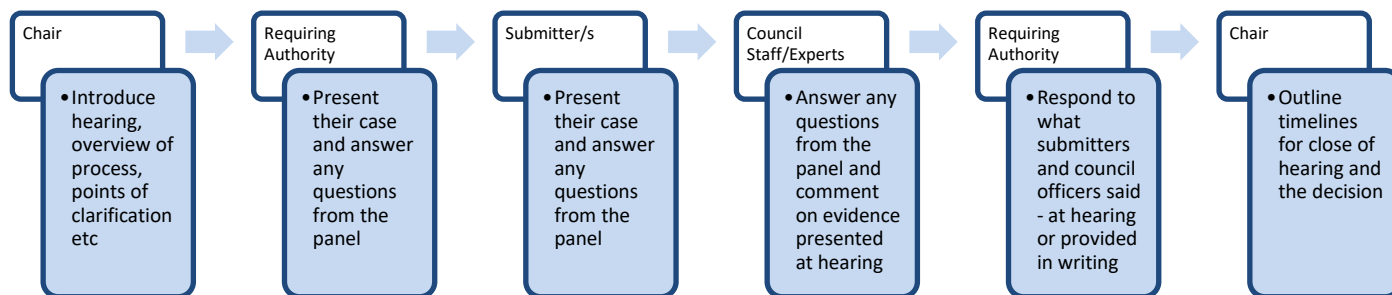 Chair
• Introduce
hearing,
overview of
process,
points of
clarification
etc
Requiring
Authority
• Present
their case
and answer
any
questions
from the
panel
Submitter/s
• Present
their case
and answer
any
questions
from the
panel
Council
Staff/Experts
• Answer any
questions
from the
panel and
comment
on evidence
presented
at hearing
Requiring
Authority
• Respond to
what
submitters
and council
officers said
- at hearing
or provided
in writing
Chair
• Outline
timelines
for close of
hearing and
the decision